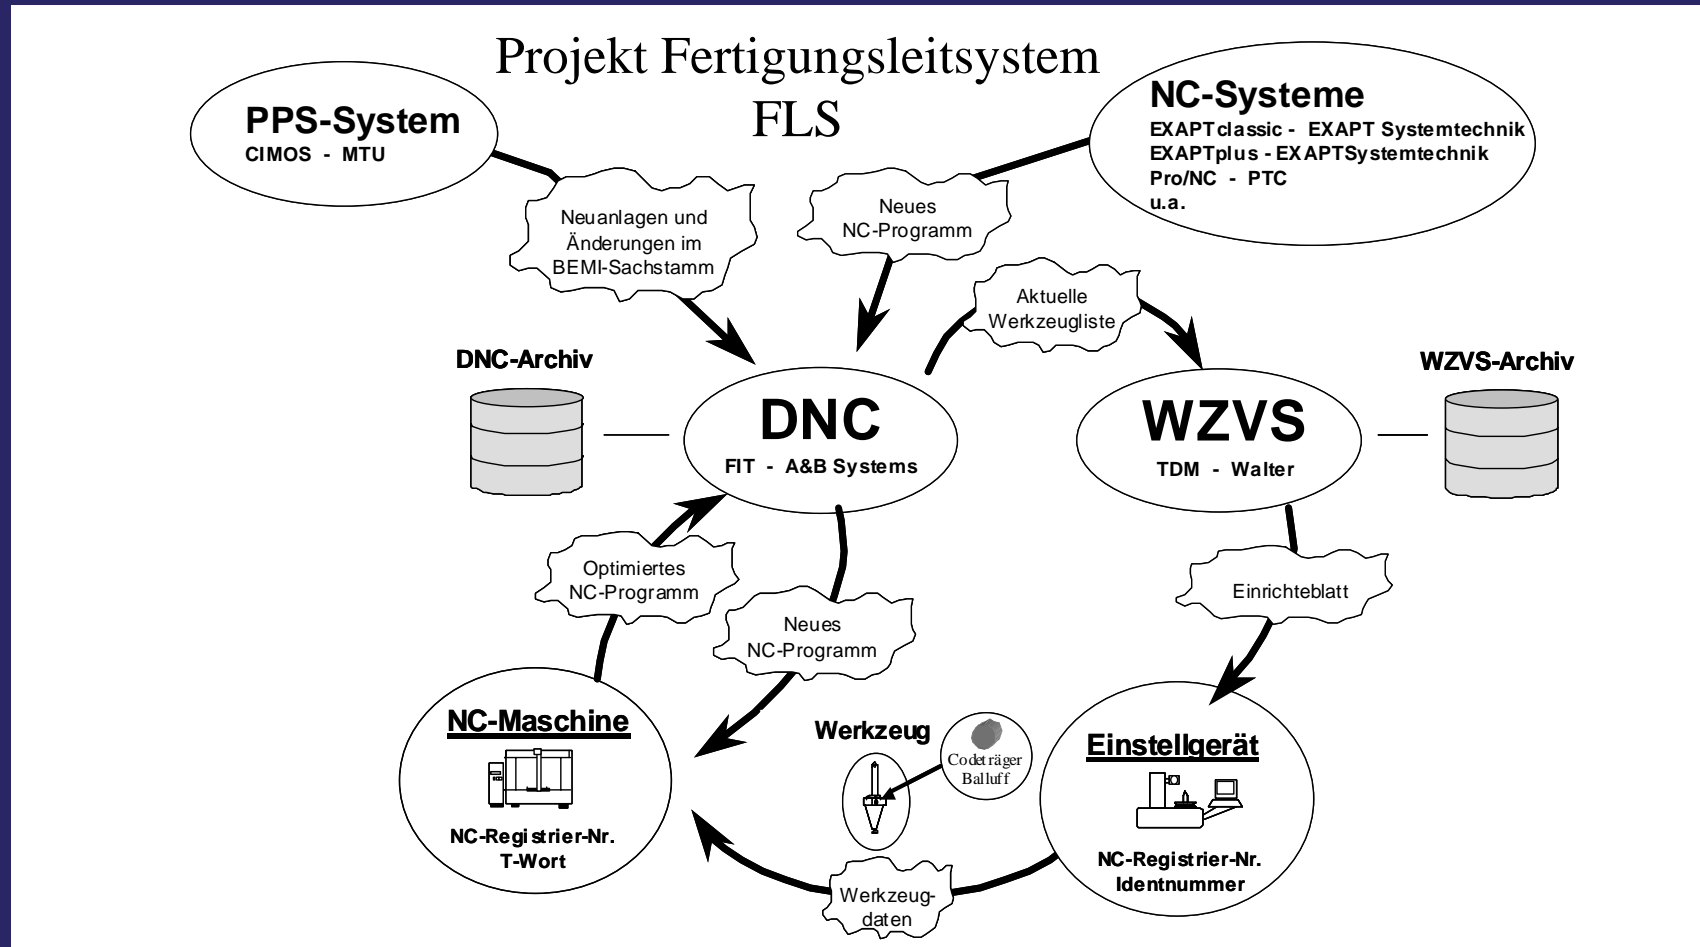 Projekt Fertigungsleitsystem
FLS
PPS-System
CIMOS - MTU
NC-Systeme
EXAPTclassic - EXAPT Systemtechnik
EXAPTplus - EXAPTSystemtechnik
Pro/NC - PTC
u.a.
Neuanlagen und
Änderungen im
BEMI-Sachstamm
Neues
NC-Programm
Aktuelle
Werkzeugliste
DNC-Archiv
WZVS-Archiv
DNC
FIT - A&B Systems
WZVS
TDM - Walter
Optimiertes
NC-Programm
Neues
NC-Programm
Einrichteblatt
NC-Maschine
NC-Registrier-Nr.
T-Wort
Werkzeug
Codeträger
Balluff
Einstellgerät
NC-Registrier-Nr.
Identnummer
Werkzeug-
daten